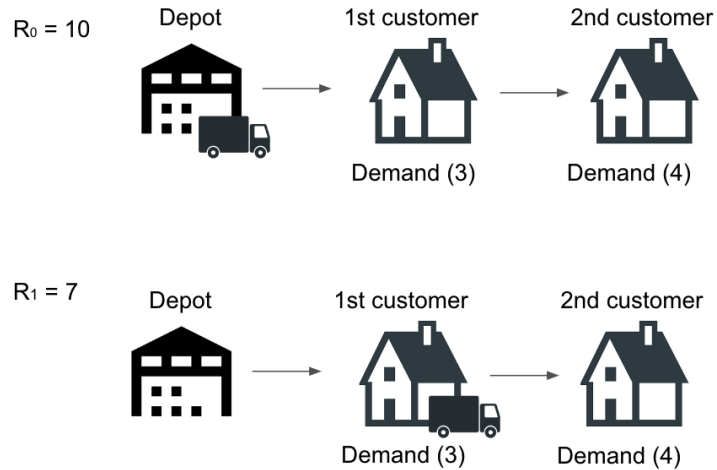 Depot 1st customer 2nd customer
R₀ = 10
Demand (3) Demand (4)
R₁ = 7
Depot 1st customer 2nd customer
Demand (3) Demand (4)